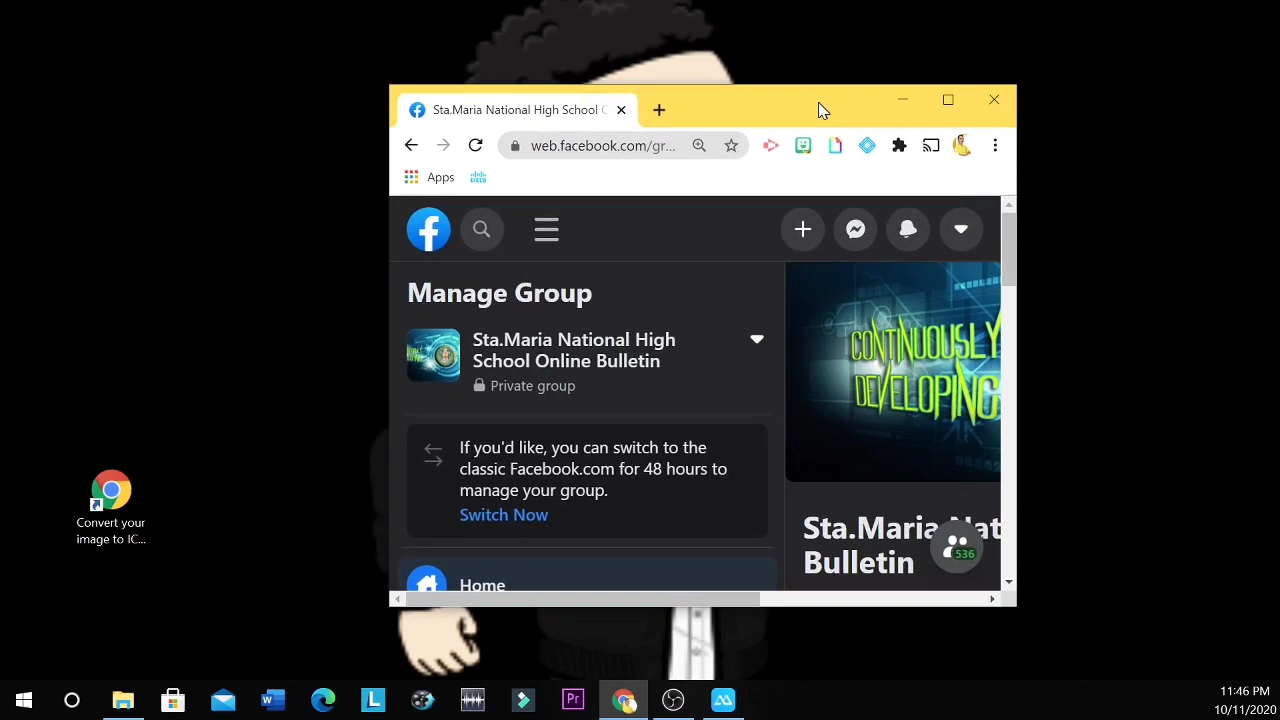 Sta.Maria National High School C
web.facebook.com/gr...
Apps
CISCO
Manage Group
Sta.Maria National High
School Online Bulletin
Private group
If you'd like, you can switch to the
classic Facebook.com for 48 hours to
manage your group.
Switch Now
Home
CONTINUOUSLY
DEVELOPING
Sta.Maria Nat
Bulletin
536
Convert your
image to IC...
W
L
Pr
11:46 PM
10/11/2020